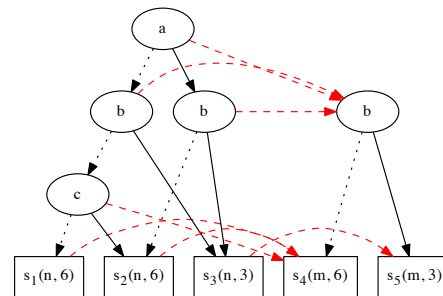 a
b b b
c
s₁(n, 6) s₂(n, 6) s₃(n, 3) s₄(m, 6) s₅(m, 3)